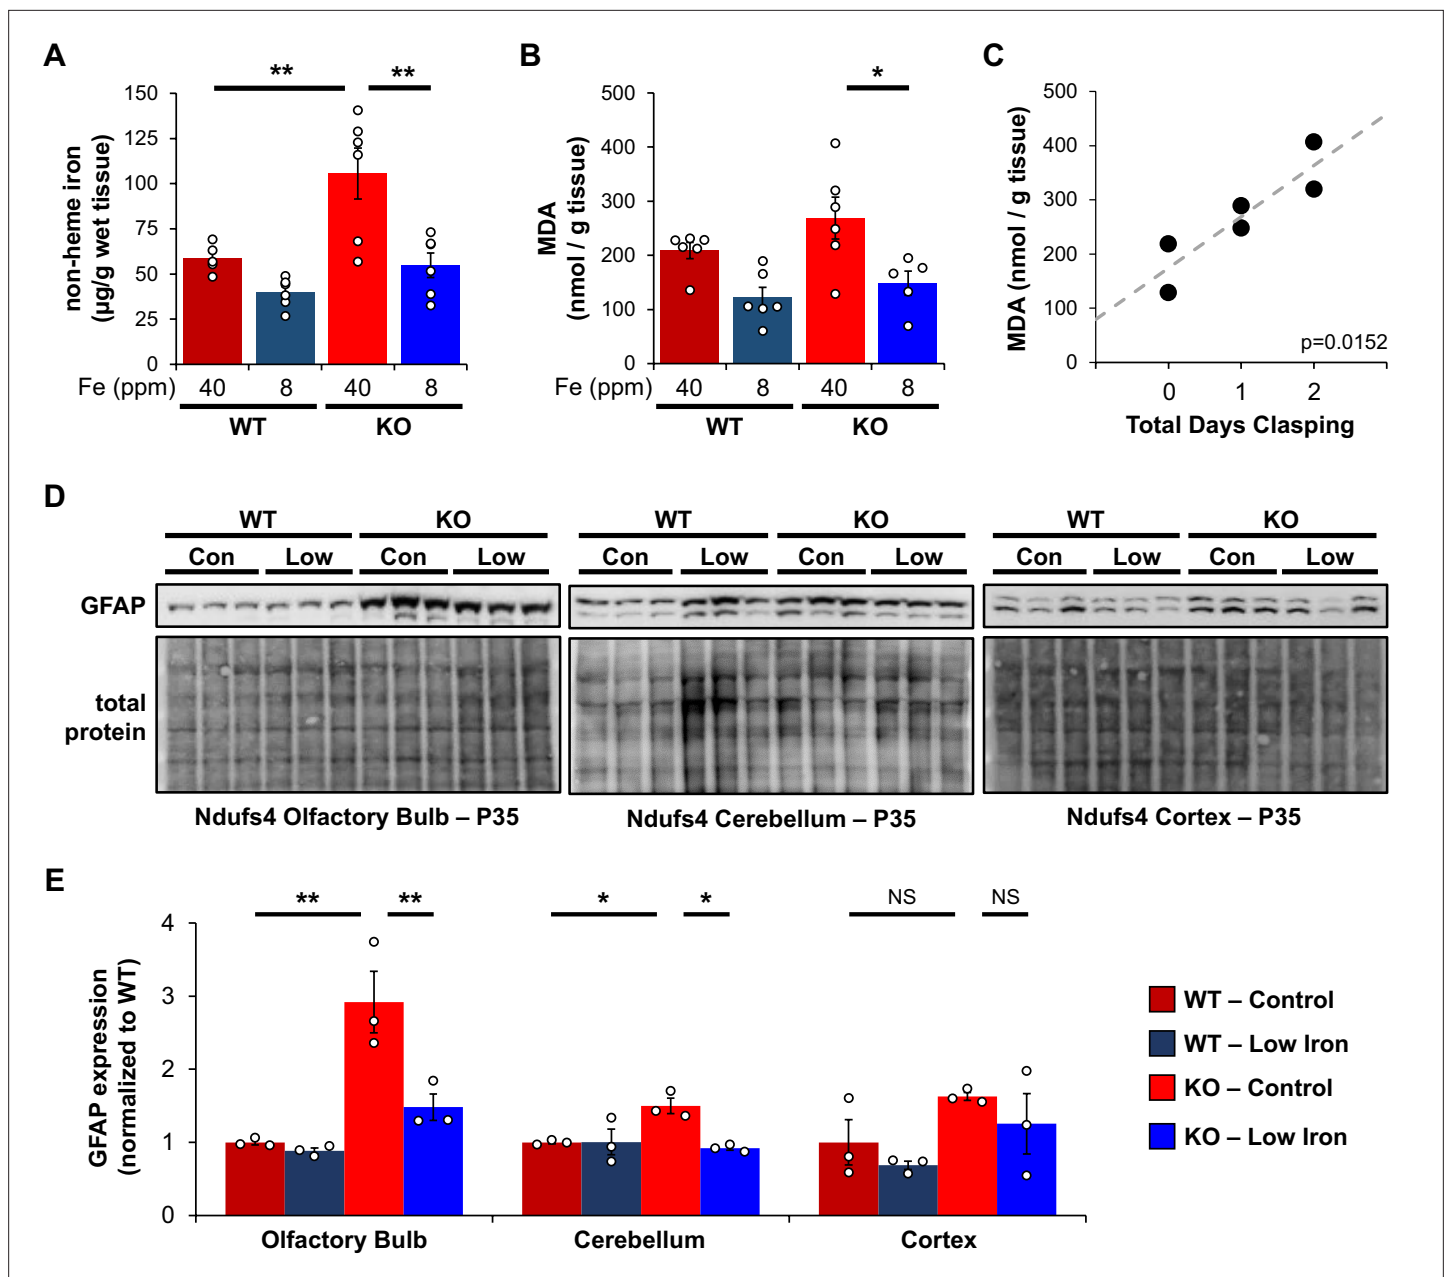 A
**
**
non-heme iron
(µg/g wet tissue)
150
125
100
75
50
25
0
Fe (ppm)
40
8
40
8
WT
KO
B
*
MDA
(nmol / g tissue)
500
400
300
200
100
0
Fe (ppm)
40
8
40
8
WT
KO
C
MDA (nmol / g tissue)
500
400
300
200
100
0
p=0.0152
0
1
2
Total Days Clasping
D
WT
KO
Con
Low
Con
Low
WT
KO
Con
Low
Con
Low
WT
KO
Con
Low
Con
Low
GFAP
total
protein
Ndufs4 Olfactory Bulb – P35
Ndufs4 Cerebellum – P35
Ndufs4 Cortex – P35
E
**
**
*
*
NS
NS
GFAP expression
(normalized to WT)
4
3
2
1
0
Olfactory Bulb
Cerebellum
Cortex
WT – Control
WT – Low Iron
KO – Control
KO – Low Iron